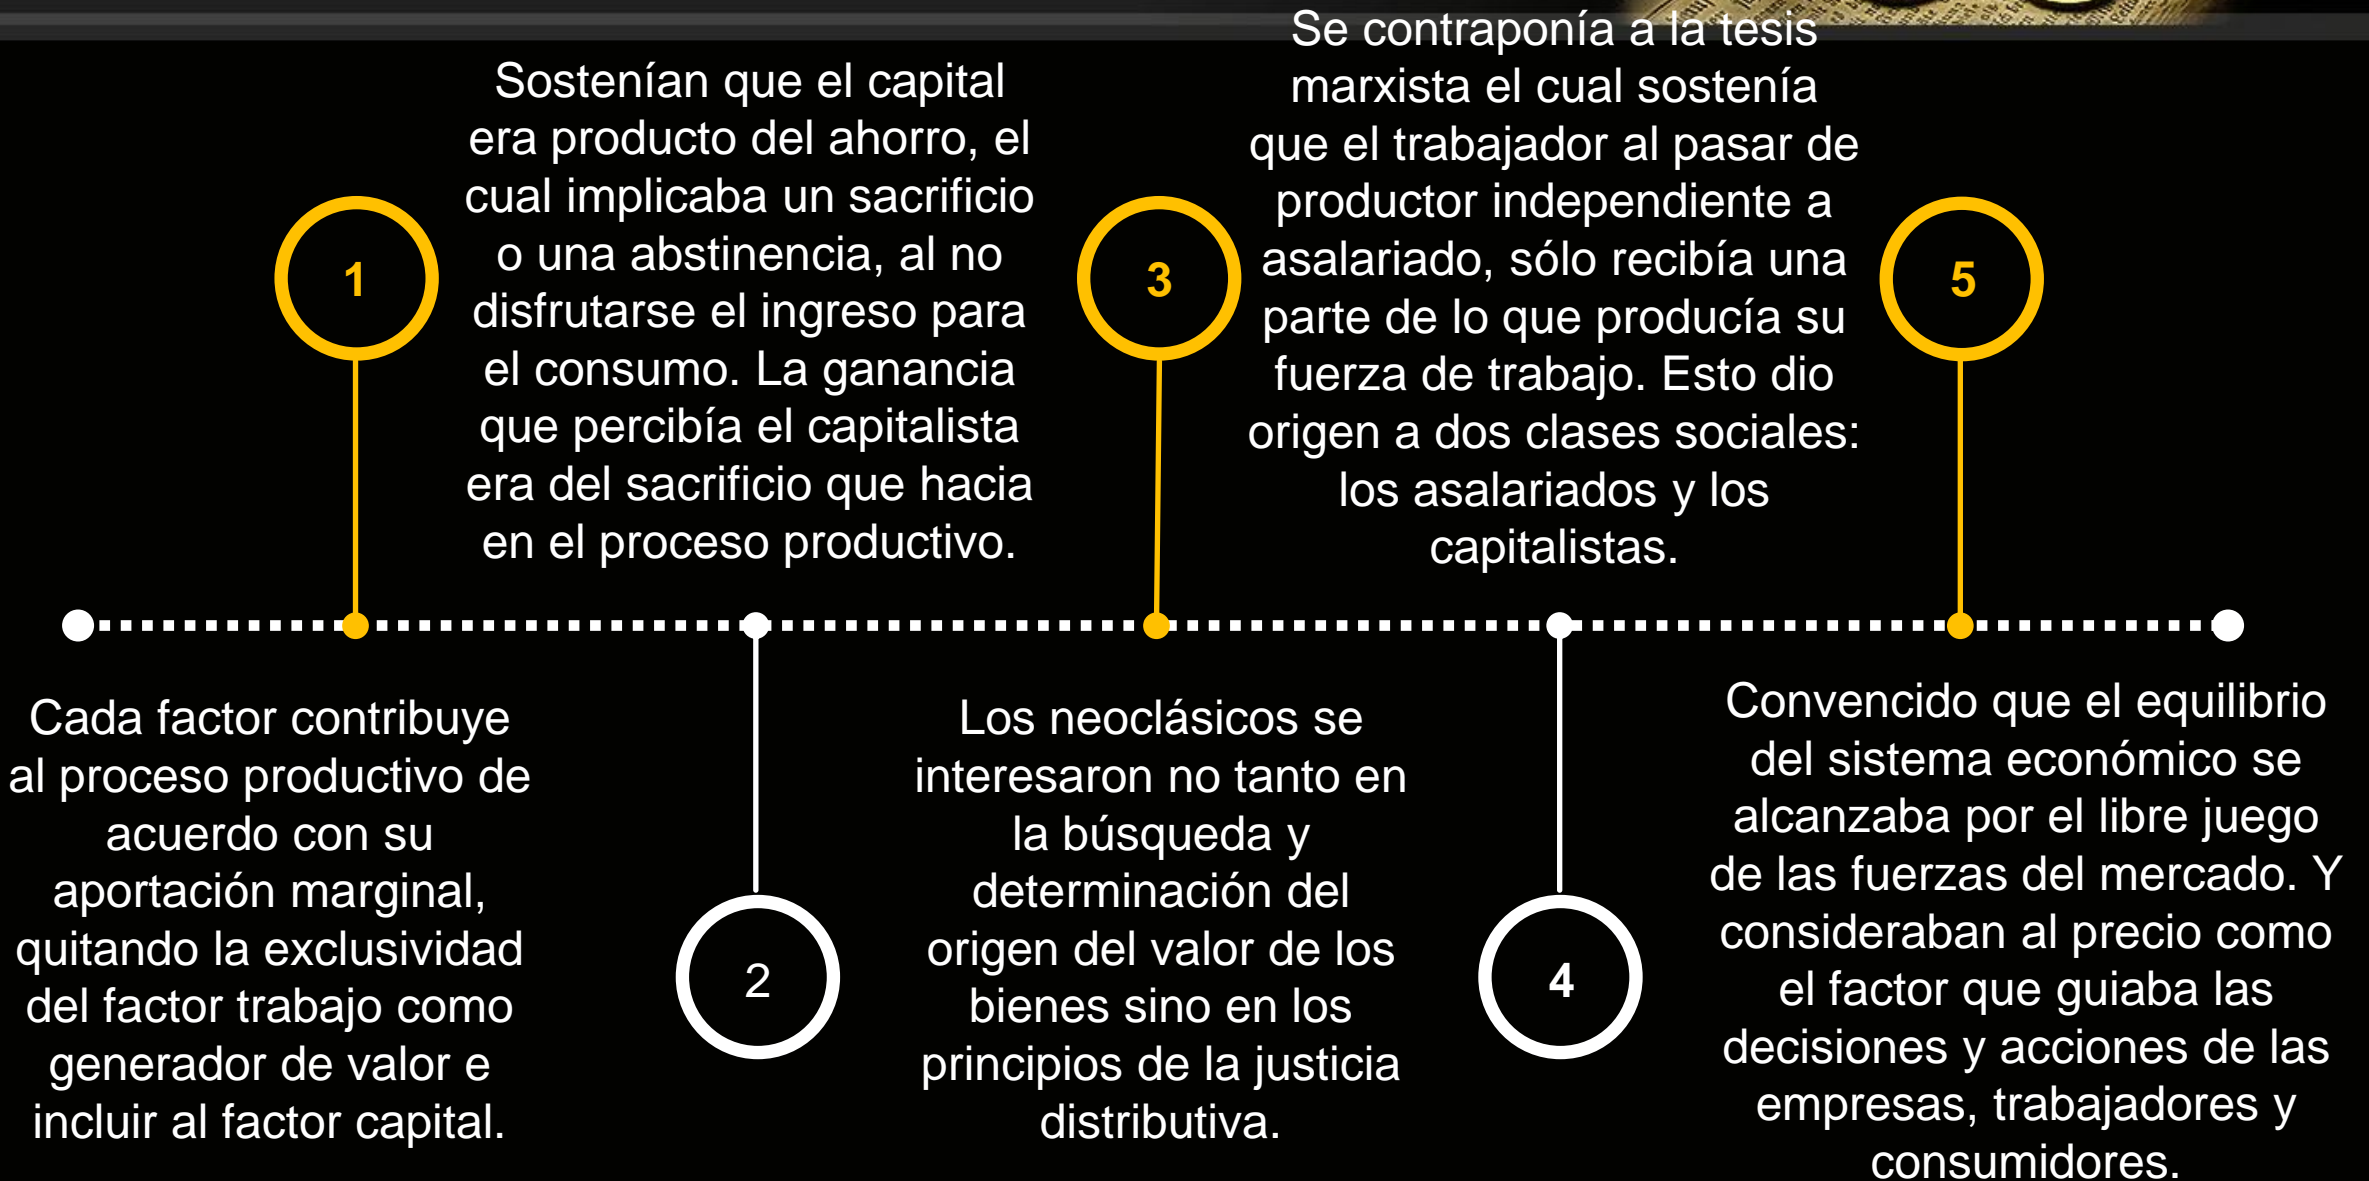 1
Cada factor contribuye
al proceso productivo de
acuerdo con su
aportación marginal,
quitando la exclusividad
del factor trabajo como
generador de valor e
incluir al factor capital.
Sostenían que el capital
era producto del ahorro, el
cual implicaba un sacrificio
o una abstinencia, al no
disfrutarse el ingreso para
el consumo. La ganancia
que percibía el capitalista
era del sacrificio que hacia
en el proceso productivo.
2
3
Los neoclásicos se
interesaron no tanto en
la búsqueda y
determinación del
origen del valor de los
bienes sino en los
principios de la justicia
distributiva.
Se contraponía a la tesis
marxista el cual sostenía
que el trabajador al pasar de
productor independiente a
asalariado, sólo recibía una
parte de lo que producía su
fuerza de trabajo. Esto dio
origen a dos clases sociales:
los asalariados y los
capitalistas.
4
5
Convencido que el equilibrio
del sistema económico se
alcanzaba por el libre juego
de las fuerzas del mercado. Y
consideraban al precio como
el factor que guiaba las
decisiones y acciones de las
empresas, trabajadores y
consumidores.